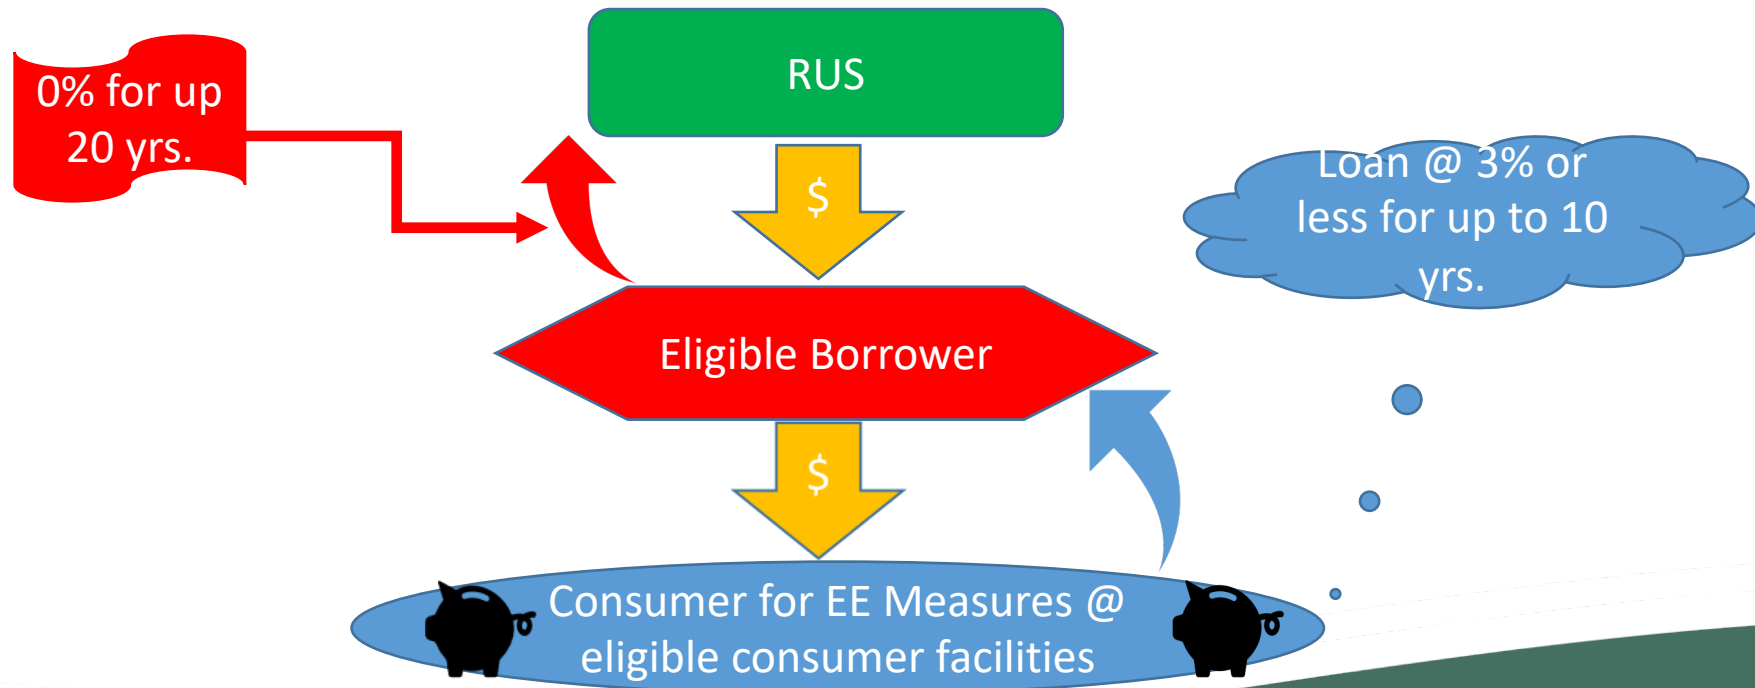 0% for up
20 yrs.
RUS
$
Loan @ 3% or
less for up to 10
yrs.
Eligible Borrower
$
Consumer for EE Measures @
eligible consumer facilities